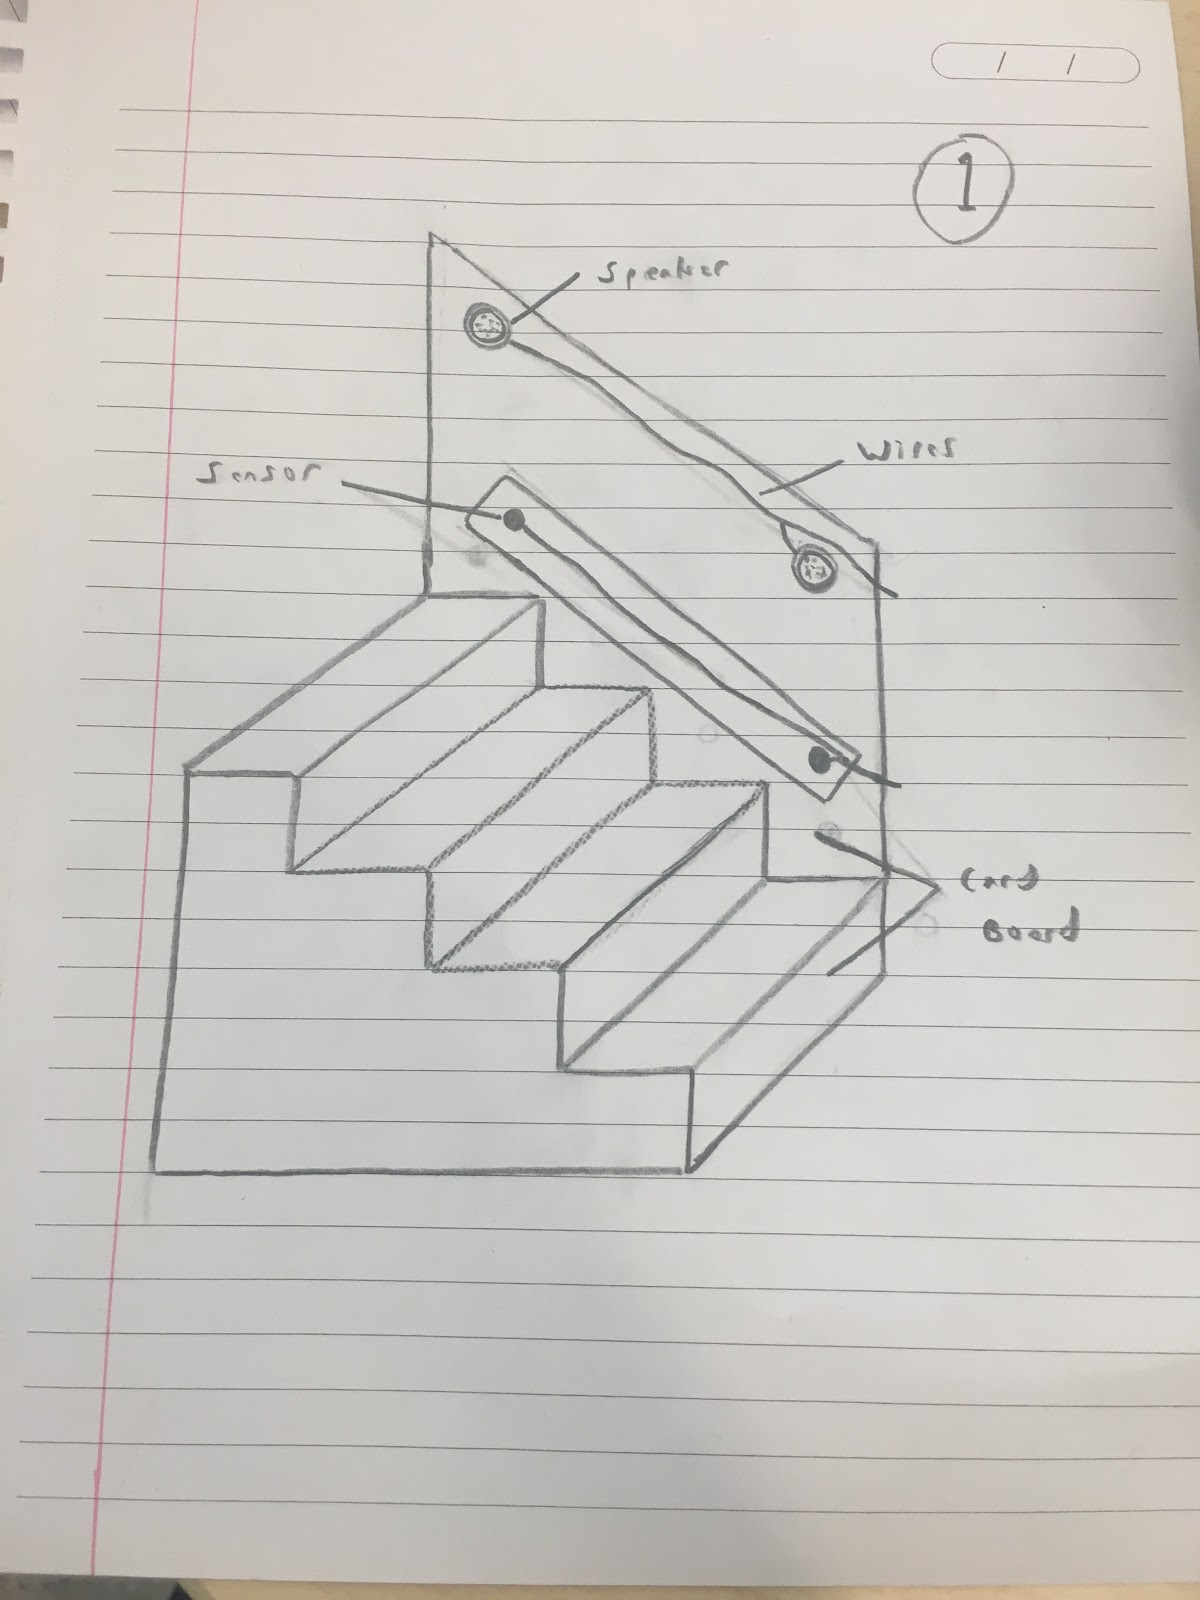 / /
1
Speaker
Wires
Sensor
Card
Board